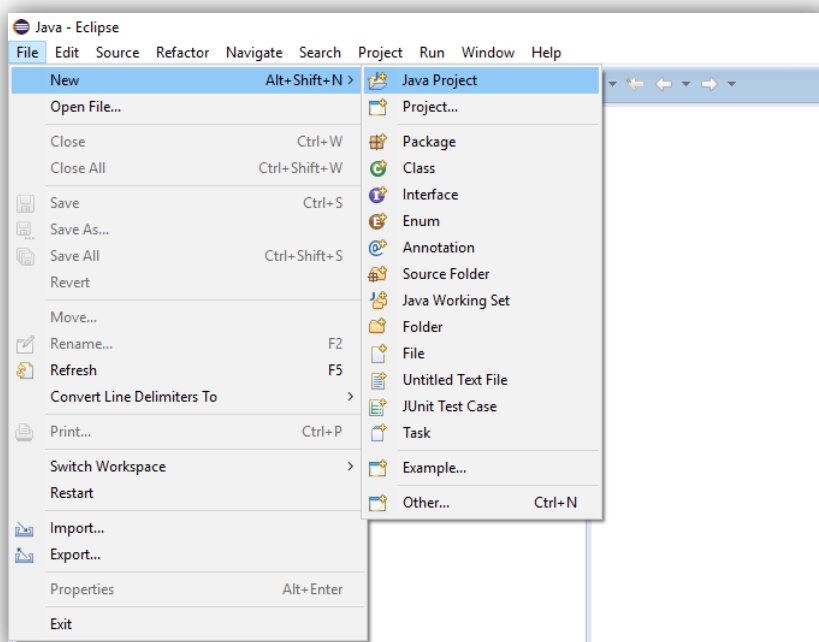 Java - Eclipse
File Edit Source Refactor Navigate Search Project Run Window Help
New Alt+Shift+N >
Open File...
Close Ctrl+W
Close All Ctrl+Shift+W
Save Ctrl+S
Save As...
Save All Ctrl+Shift+S
Revert
Move...
Rename... F2
Refresh F5
Convert Line Delimiters To >
Print... Ctrl+P
Switch Workspace >
Restart
Import...
Export...
Properties Alt+Enter
Exit
Java Project
Project...
Package
Class
Interface
Enum
Annotation
Source Folder
Java Working Set
Folder
File
Untitled Text File
JUnit Test Case
Task
Example...
Other... Ctrl+N